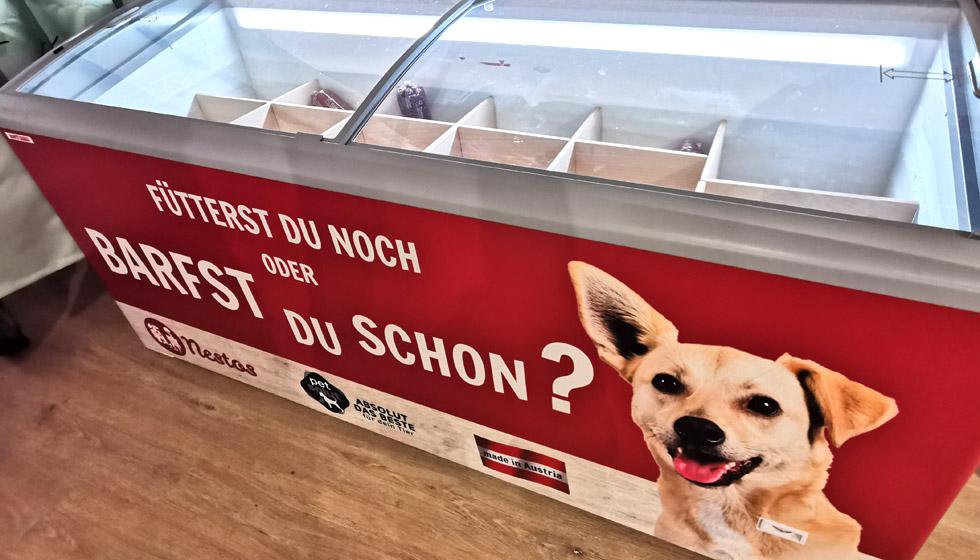 FÜTTERST DU NOCH
ODER
BARFST DU SCHON?
Nestos
pet
ABSOLUT
DAS BESTE
für dein Tier
made in Austria